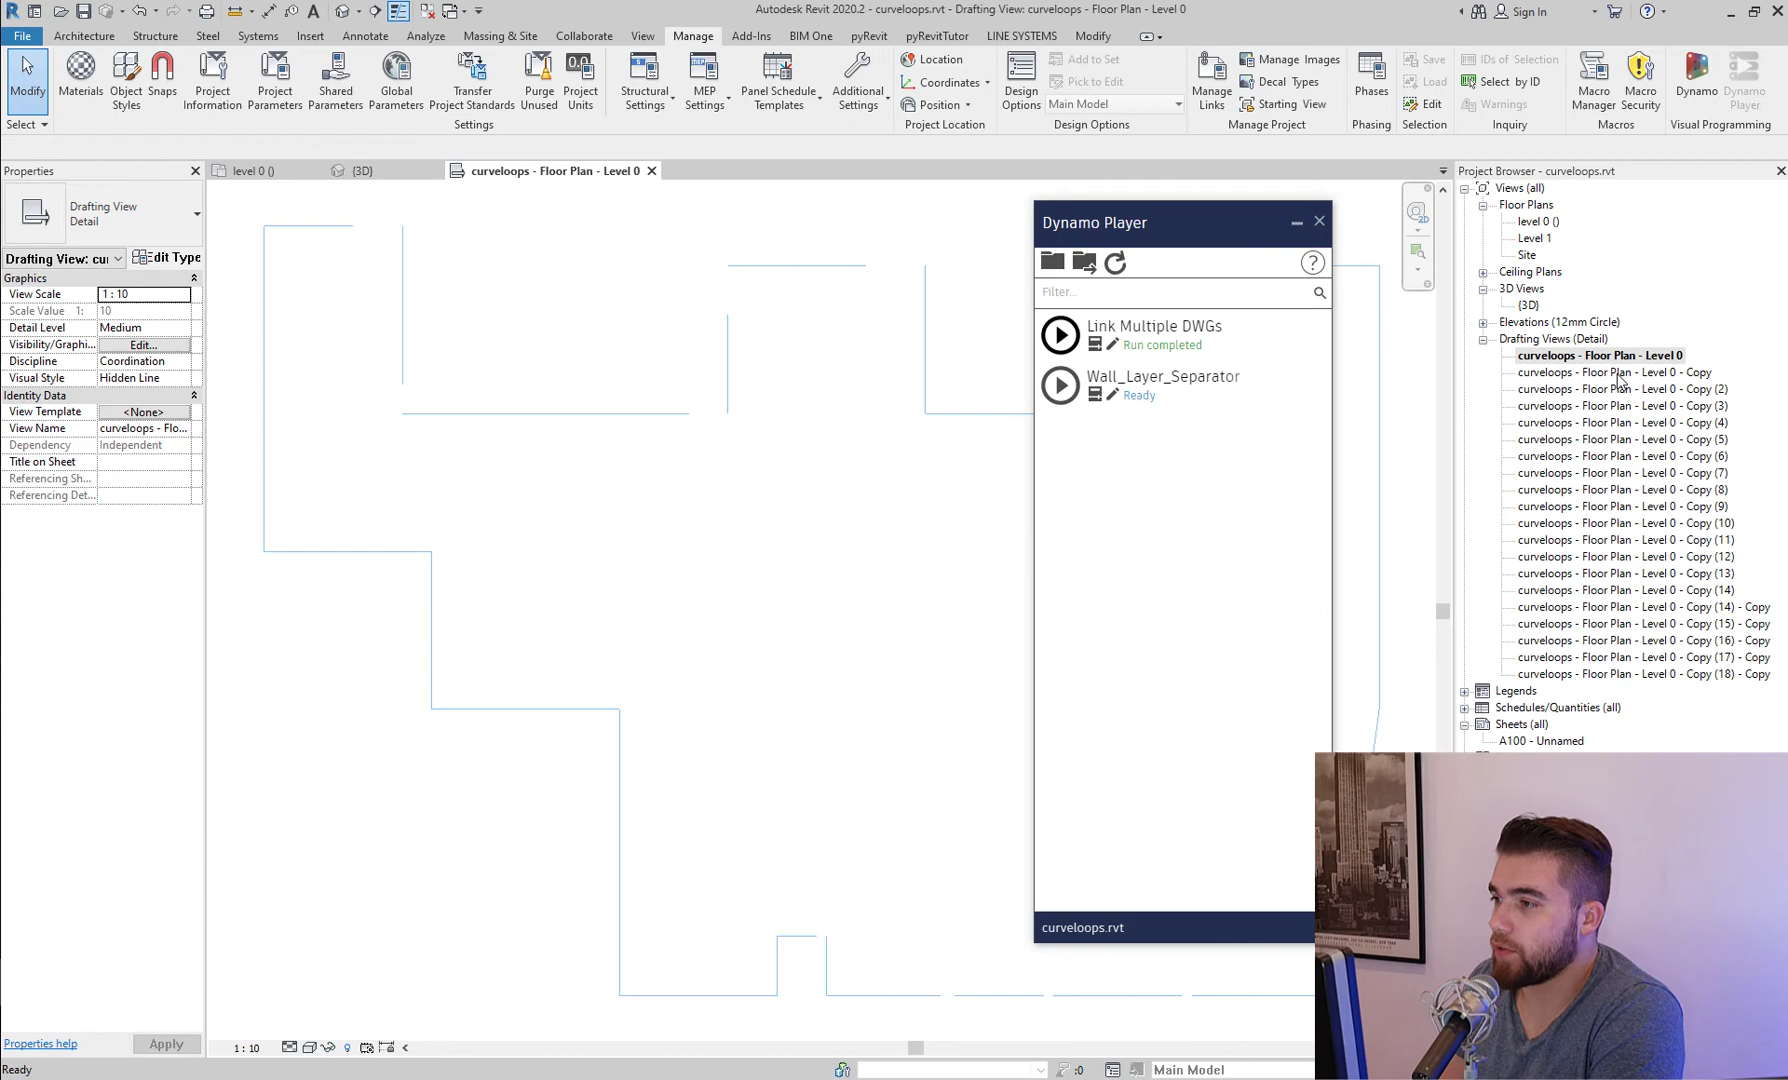 Autodesk Revit 2020.2 - curveloops.rvt - Drafting View: curveloops - Floor Plan - Level 0
Sign In
File Architecture Structure Steel Systems Insert Annotate Analyze Massing & Site Collaborate View Manage Add-Ins BIM One pyRevit pyRevitTutor LINE SYSTEMS Modify
Modify
Materials
Object Styles
Snaps
Project Information
Project Parameters
Shared Parameters
Global Parameters
Transfer Project Standards
Purge Unused
Project Units
Structural Settings
MEP Settings
Panel Schedule Templates
Additional Settings
Location
Coordinates
Position
Design Options
Add to Set
Pick to Edit
Main Model
Manage Links
Manage Images
Decal Types
Starting View
Phases
Save
Load
Edit
IDs of Selection
Select by ID
Warnings
Macro Manager
Macro Security
Dynamo
Dynamo Player
Select
Settings
Project Location
Design Options
Manage Project
Phasing
Selection
Inquiry
Macros
Visual Programming
Properties
Drafting View
Detail
Drafting View: cur
Edit Type
Graphics
View Scale 1 : 10
Scale Value 1: 10
Detail Level Medium
Visibility/Graphi... Edit...
Discipline Coordination
Visual Style Hidden Line
Identity Data
View Template <None>
View Name curveloops - Flo...
Dependency Independent
Title on Sheet
Referencing Sh...
Referencing Det...
Properties help
Apply
level 0 ()
{3D}
curveloops - Floor Plan - Level 0
2D
Dynamo Player
?
Filter...
Link Multiple DWGs
Run completed
Wall_Layer_Separator
Ready
curveloops.rvt
Project Browser - curveloops.rvt
Views (all)
Floor Plans
level 0 ()
Level 1
Site
Ceiling Plans
3D Views
{3D}
Elevations (12mm Circle)
Drafting Views (Detail)
curveloops - Floor Plan - Level 0
curveloops - Floor Plan - Level 0 - Copy
curveloops - Floor Plan - Level 0 - Copy (2)
curveloops - Floor Plan - Level 0 - Copy (3)
curveloops - Floor Plan - Level 0 - Copy (4)
curveloops - Floor Plan - Level 0 - Copy (5)
curveloops - Floor Plan - Level 0 - Copy (6)
curveloops - Floor Plan - Level 0 - Copy (7)
curveloops - Floor Plan - Level 0 - Copy (8)
curveloops - Floor Plan - Level 0 - Copy (9)
curveloops - Floor Plan - Level 0 - Copy (10)
curveloops - Floor Plan - Level 0 - Copy (11)
curveloops - Floor Plan - Level 0 - Copy (12)
curveloops - Floor Plan - Level 0 - Copy (13)
curveloops - Floor Plan - Level 0 - Copy (14)
curveloops - Floor Plan - Level 0 - Copy (14) - Copy
curveloops - Floor Plan - Level 0 - Copy (15) - Copy
curveloops - Floor Plan - Level 0 - Copy (16) - Copy
curveloops - Floor Plan - Level 0 - Copy (17) - Copy
curveloops - Floor Plan - Level 0 - Copy (18) - Copy
Legends
Schedules/Quantities (all)
Sheets (all)
A100 - Unnamed
1 : 10
Ready
:0
Main Model